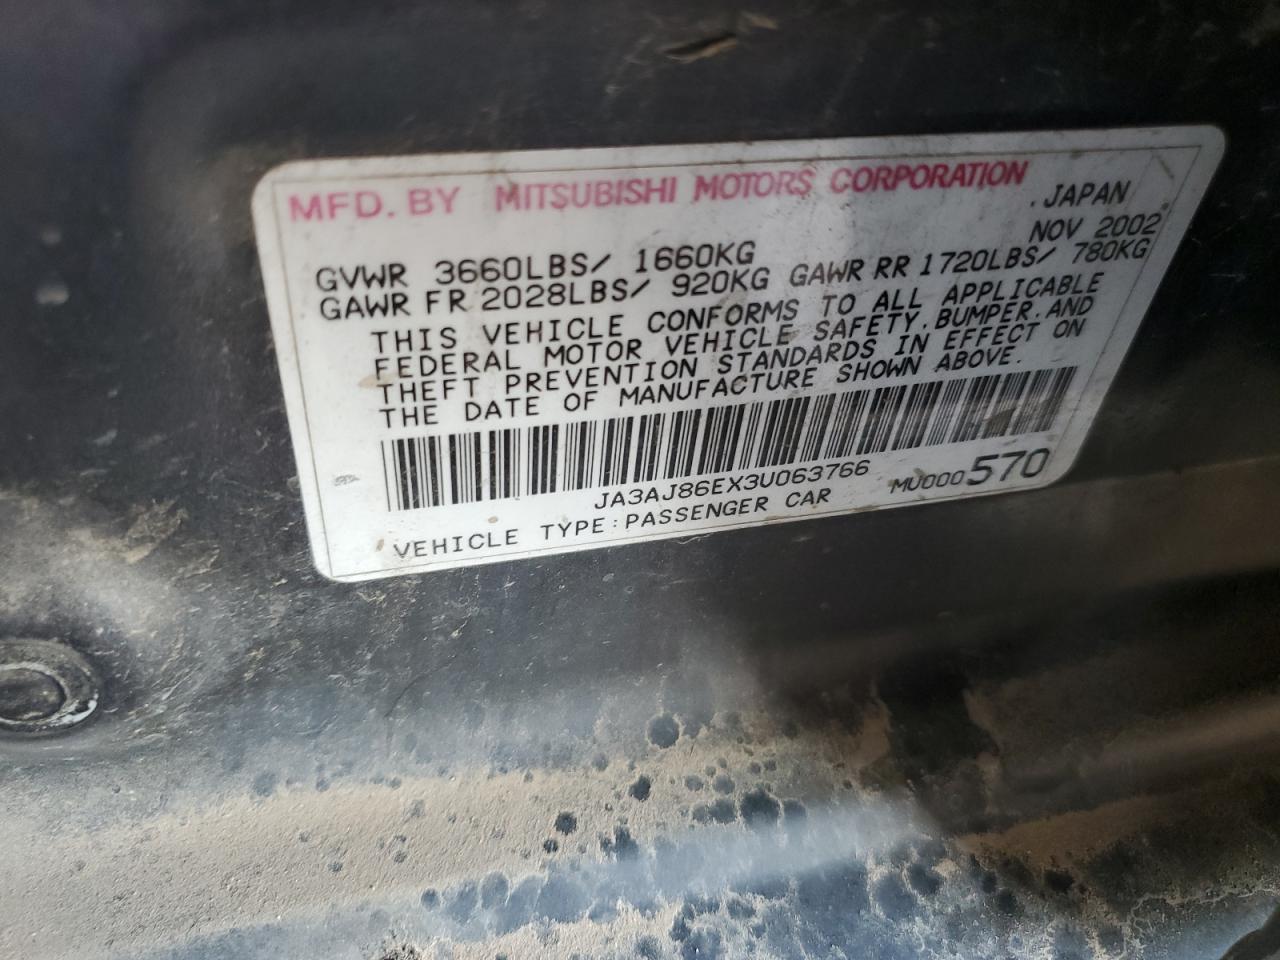 MFD. BY MITSUBISHI MOTORS CORPORATION
. JAPAN
NOV 2002
GVWR 3660LBS/ 1660KG
GAWR FR 2028LBS/ 920KG GAWR RR 1720LBS/ 780KG
THIS VEHICLE CONFORMS TO ALL APPLICABLE
FEDERAL MOTOR VEHICLE SAFETY, BUMPER, AND
THEFT PREVENTION STANDARDS IN EFFECT ON
THE DATE OF MANUFACTURE SHOWN ABOVE.
JA3AJ86EX3U063766 MU000570
VEHICLE TYPE:PASSENGER CAR